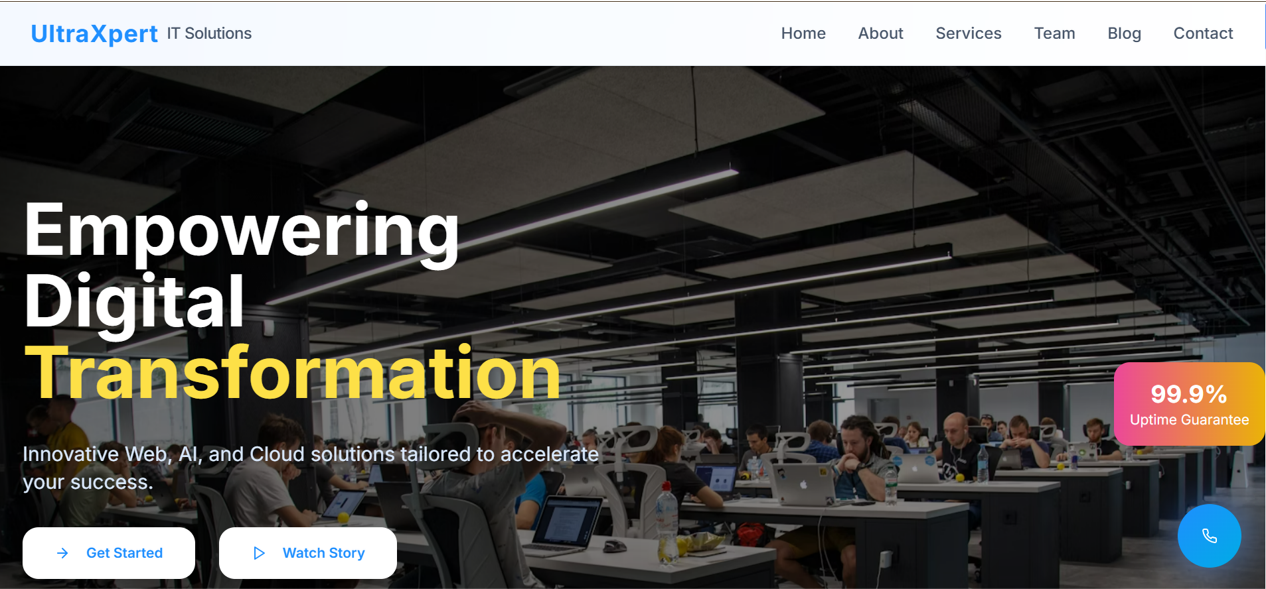 UltraXpert IT Solutions
Home About Services Team Blog Contact
Empowering
Digital
Transformation
Innovative Web, AI, and Cloud solutions tailored to accelerate
your success.
Get Started
Watch Story
99.9%
Uptime Guarantee